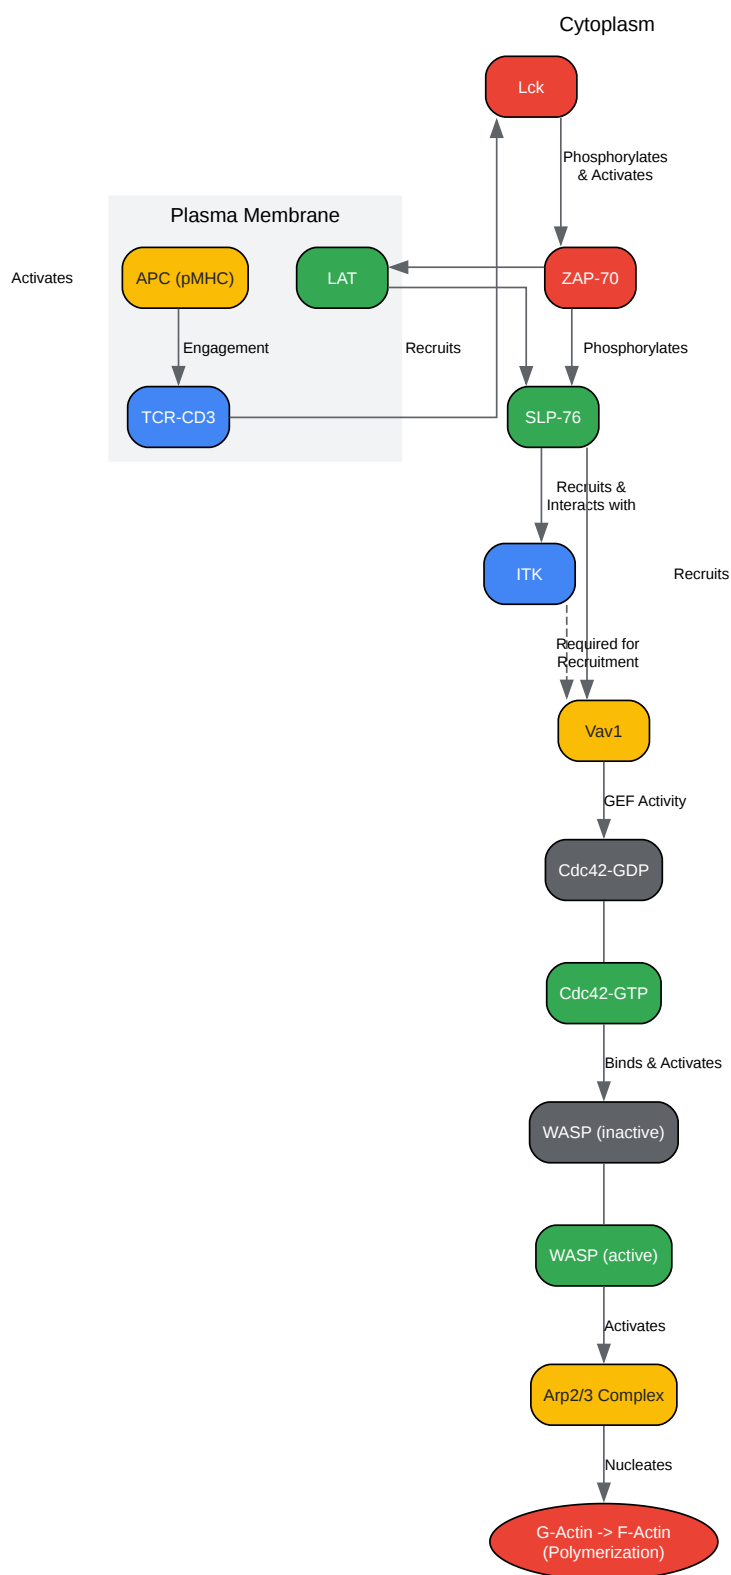 Cytoplasm
Lck
Phosphorylates
& Activates
Plasma Membrane
Activates
APC (pMHC)
LAT
ZAP-70
Engagement
Recruits
Phosphorylates
TCR-CD3
SLP-76
Recruits &
Interacts with
ITK
Recruits
Required for
Recruitment
Vav1
GEF Activity
Cdc42-GDP
Cdc42-GTP
Binds & Activates
WASP (inactive)
WASP (active)
Activates
Arp2/3 Complex
Nucleates
G-Actin -> F-Actin
(Polymerization)